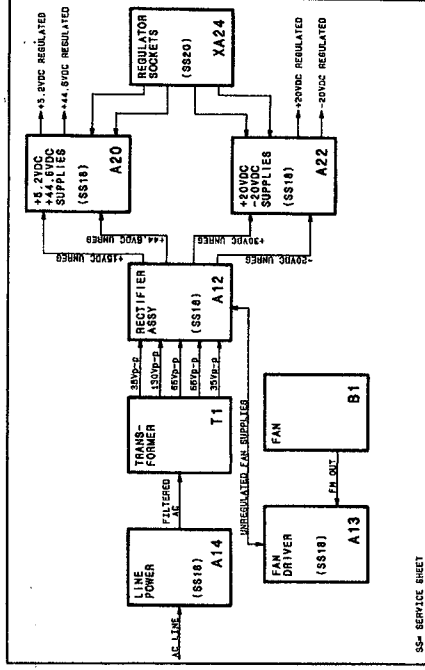 AC LINE
LINE
POWER
(SS18)
A14
FILTERED
AC
TRANS-
FORMER
T1
35Vp-p
130Vp-p
66Vp-p
66Vp-p
35Vp-p
RECTIFIER
ASSY
(SS18)
A12
+15VDC UNREG
+44.6VDC UNREG
+30VDC UNREG
-20VDC UNREG
+5.2VDC
+44.6VDC
SUPPLIES
(SS18)
A20
+5.2VDC REGULATED
+44.6VDC REGULATED
REGULATOR
SOCKETS
(SS20)
XA24
+20VDC
-20VDC
SUPPLIES
(SS18)
A22
+20VDC REGULATED
-20VDC REGULATED
UNREGULATED FAN SUPPLIES
FAN
DRIVER
(SS18)
A13
FM OUT
FAN
B1
SS= SERVICE SHEET